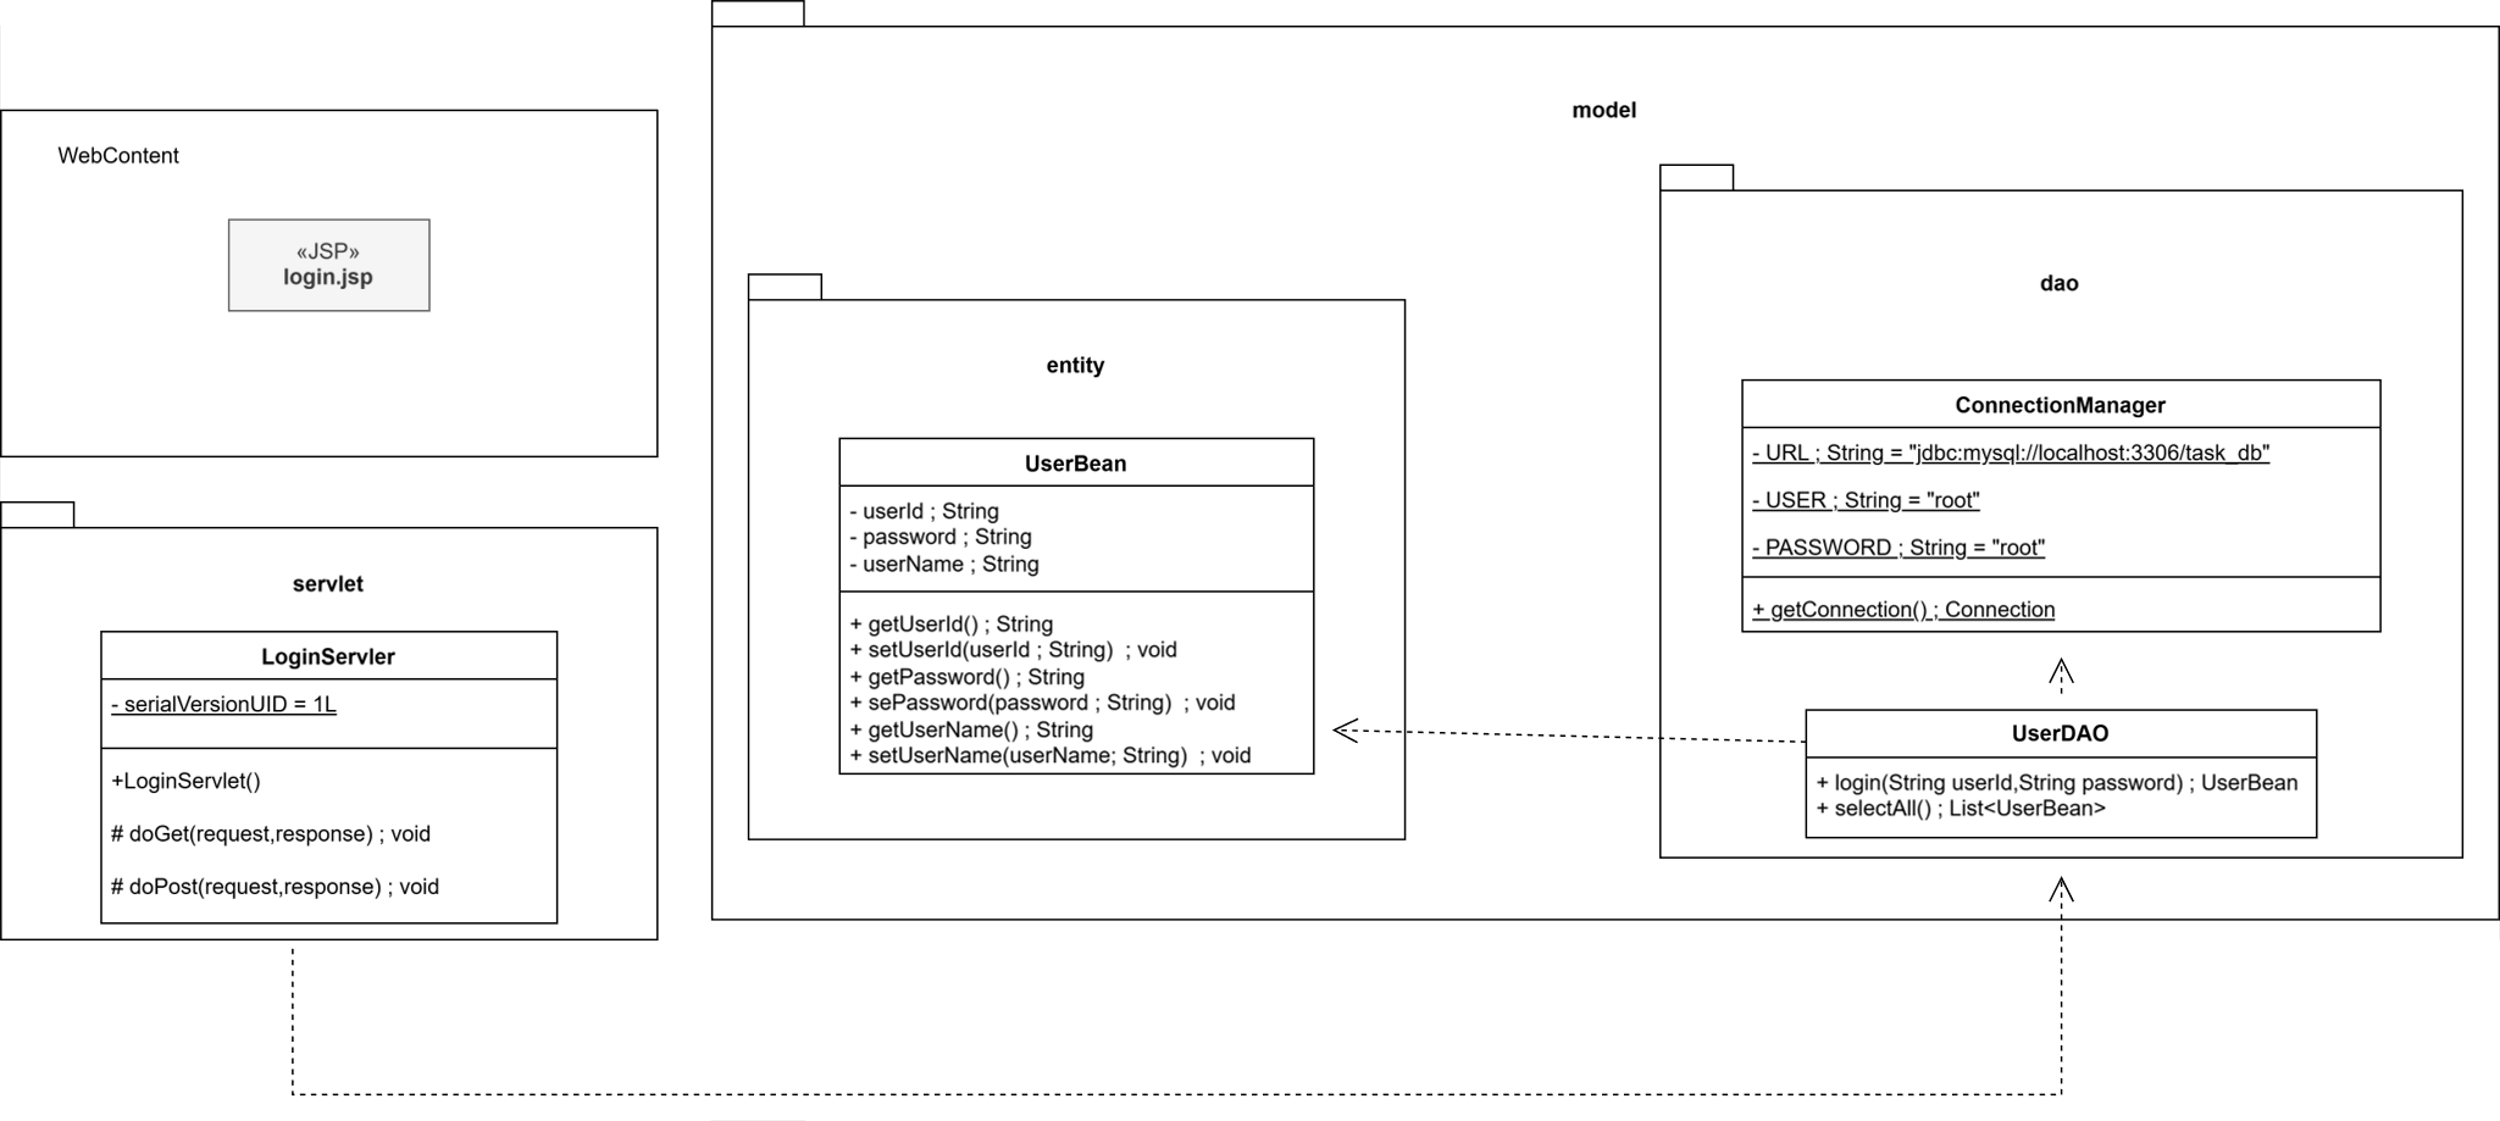 WebContent
«JSP»
login.jsp
servlet
LoginServler
- serialVersionUID = 1L
+LoginServlet()
# doGet(request,response) ; void
# doPost(request,response) ; void
model
entity
UserBean
- userId ; String
- password ; String
- userName ; String
+ getUserId() ; String
+ setUserId(userId ; String)  ; void
+ getPassword() ; String
+ sePassword(password ; String)  ; void
+ getUserName() ; String
+ setUserName(userName; String)  ; void
dao
ConnectionManager
- URL ; String = "jdbc:mysql://localhost:3306/task_db"
- USER ; String = "root"
- PASSWORD ; String = "root"
+ getConnection() ; Connection
UserDAO
+ login(String userId,String password) ; UserBean
+ selectAll() ; List<UserBean>